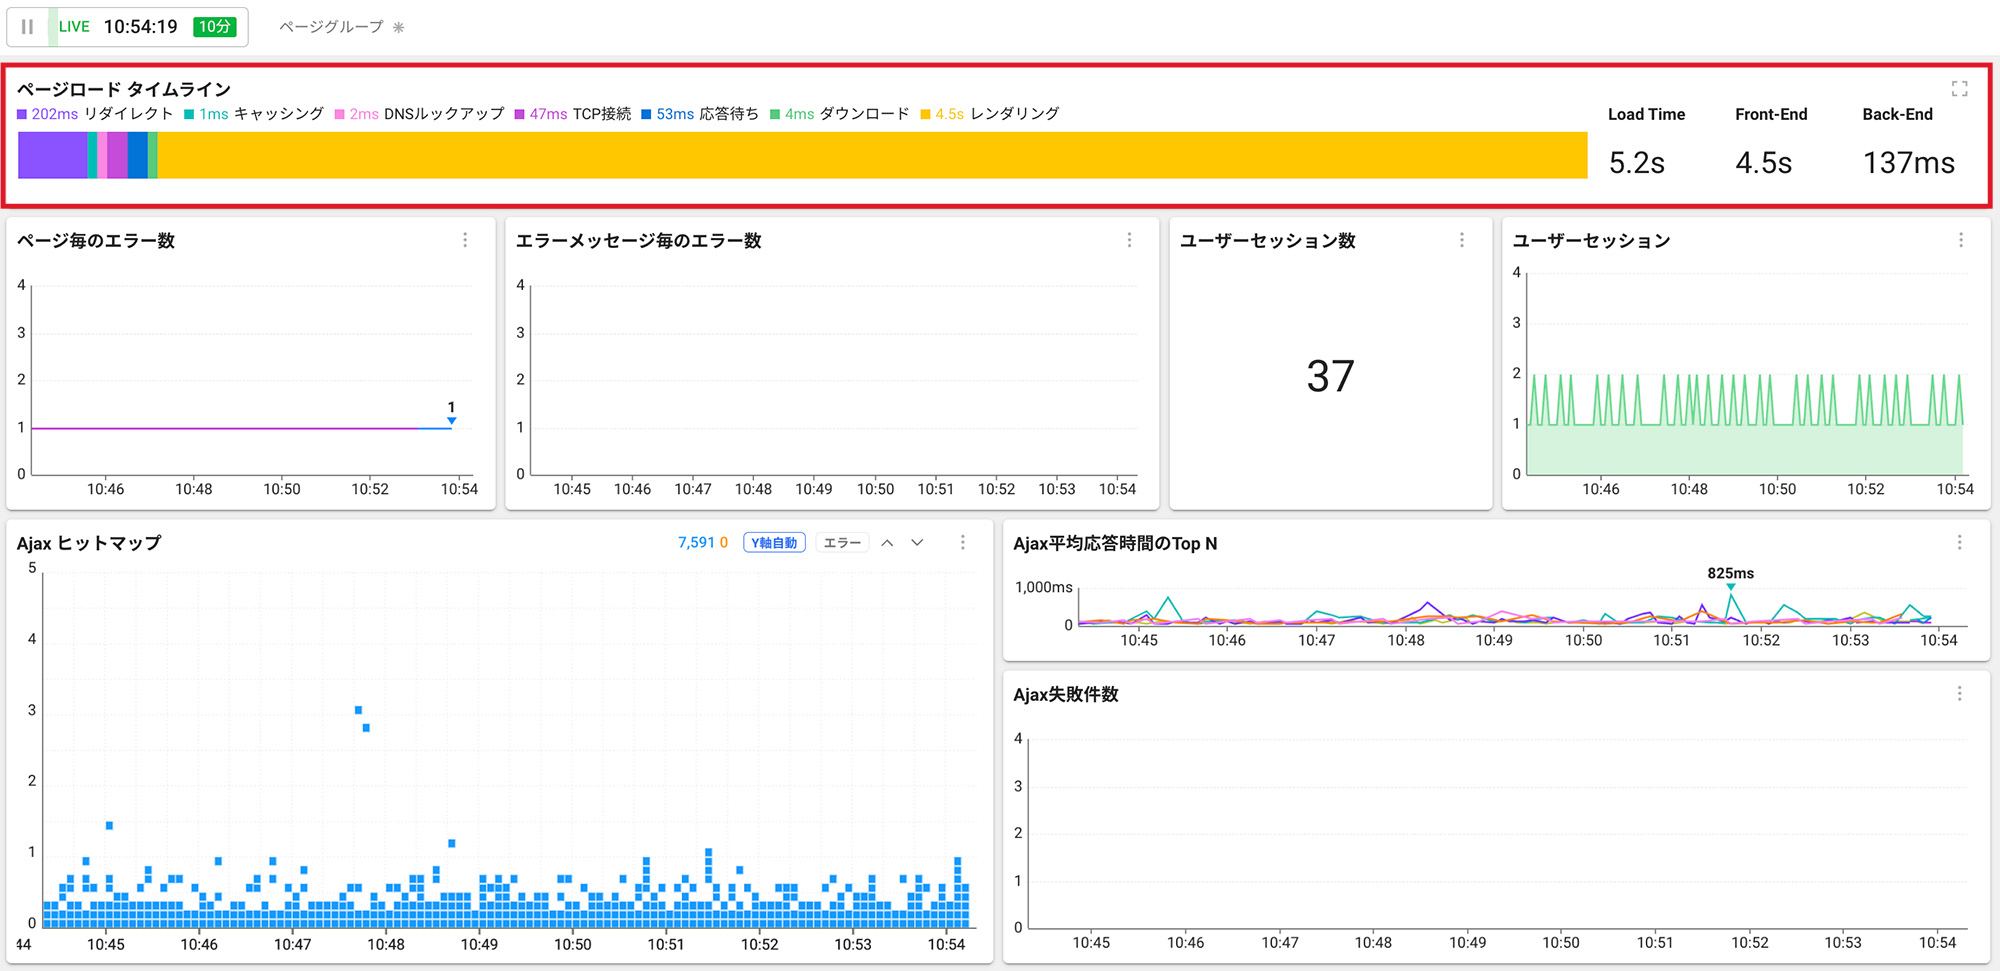 LIVE 10:54:19 10分 ページグループ ✳
ページロード タイムライン
202ms リダイレクト 1ms キャッシング 2ms DNSルックアップ 47ms TCP接続 53ms 応答待ち 4ms ダウンロード 4.5s レンダリング
Load Time Front-End Back-End
5.2s 4.5s 137ms
ページ毎のエラー数
4
3
2
1
0
1
10:46 10:48 10:50 10:52 10:54
エラーメッセージ毎のエラー数
4
3
2
1
0
10:45 10:46 10:47 10:48 10:49 10:50 10:51 10:52 10:53 10:54
ユーザーセッション数
37
ユーザーセッション
4
3
2
1
0
10:46 10:48 10:50 10:52 10:54
Ajax ヒットマップ 7,591 0 Y軸自動 エラー
5
4
3
2
1
0
44 10:45 10:46 10:47 10:48 10:49 10:50 10:51 10:52 10:53 10:54
Ajax平均応答時間のTop N
825ms
1,000ms
0
10:45 10:46 10:47 10:48 10:49 10:50 10:51 10:52 10:53 10:54
Ajax失敗件数
4
3
2
1
0
10:45 10:46 10:47 10:48 10:49 10:50 10:51 10:52 10:53 10:54